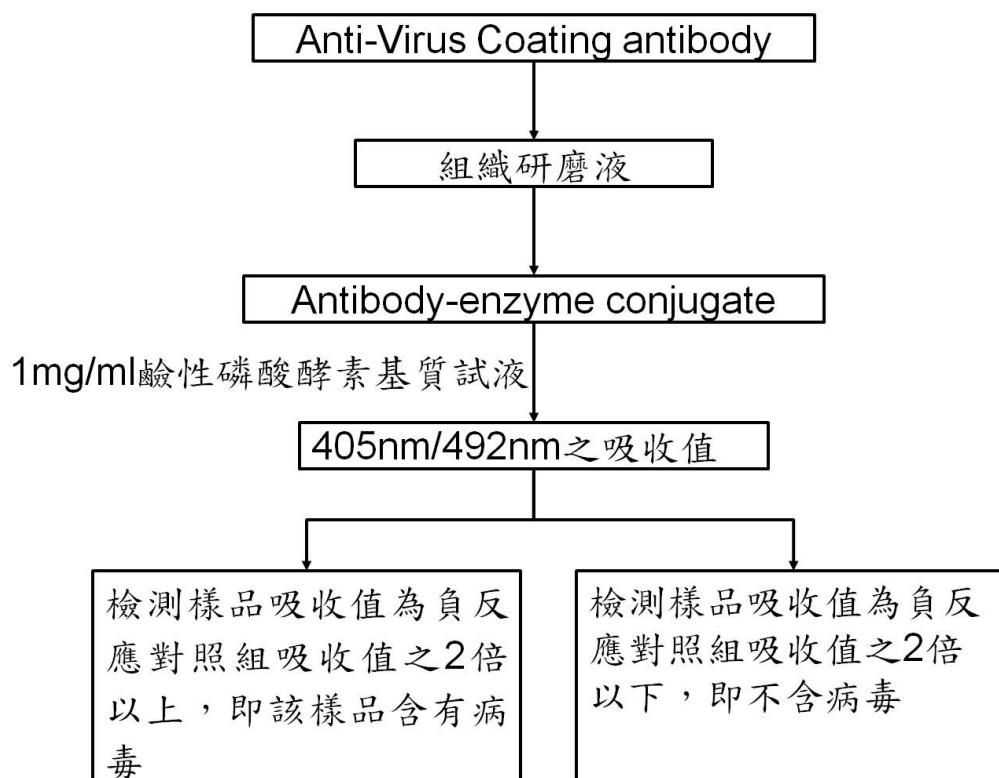 Anti-Virus Coating antibody
組織研磨液
Antibody-enzyme conjugate
1mg/ml鹼性磷酸酵素基質試液
405nm/492nm之吸收值
檢測樣品吸收值為負反
應對照組吸收值之2倍
以上，即該樣品含有病
毒
檢測樣品吸收值為負反
應對照組吸收值之2倍
以下，即不含病毒